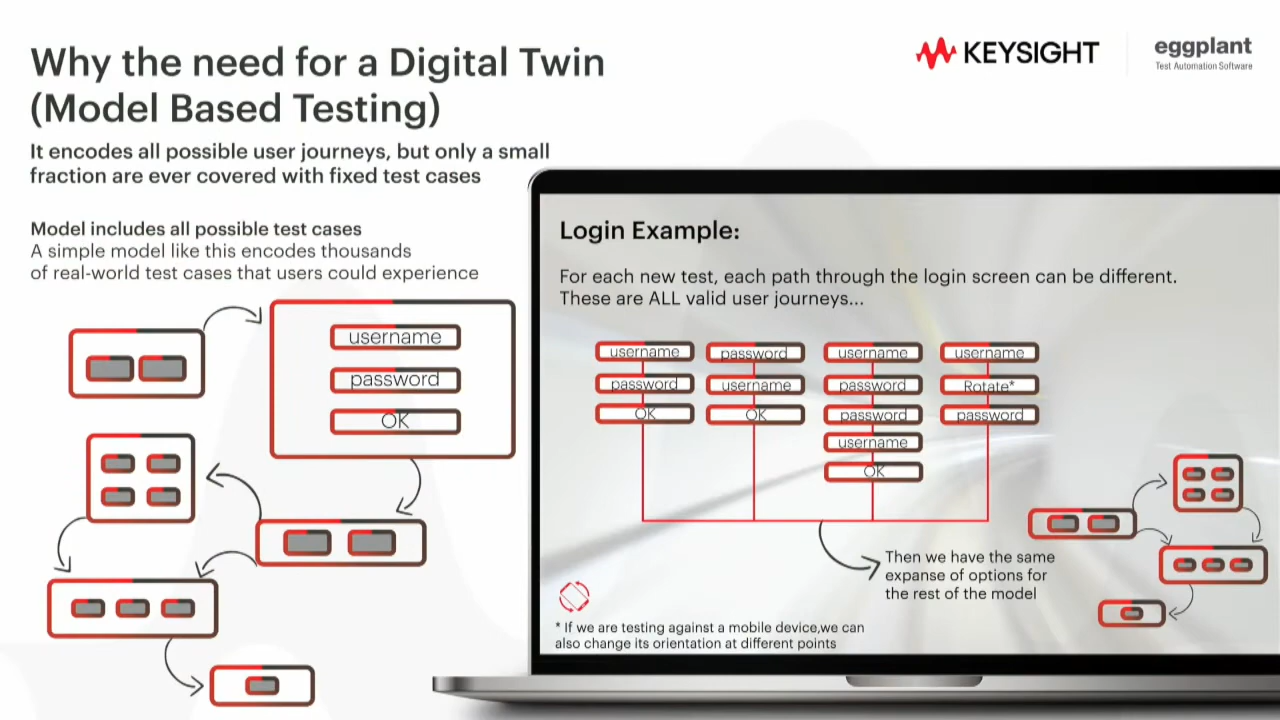 Why the need for a Digital Twin
(Model Based Testing)
KEYSIGHT
eggplant
Test Automation Software
It encodes all possible user journeys, but only a small
fraction are ever covered with fixed test cases
Model includes all possible test cases
A simple model like this encodes thousands
of real-world test cases that users could experience
username
password
OK
Login Example:
For each new test, each path through the login screen can be different.
These are ALL valid user journeys...
username
password
OK
password
username
OK
username
password
password
username
OK
username
Rotate*
password
Then we have the same
expanse of options for
the rest of the model
* If we are testing against a mobile device,we can
also change its orientation at different points